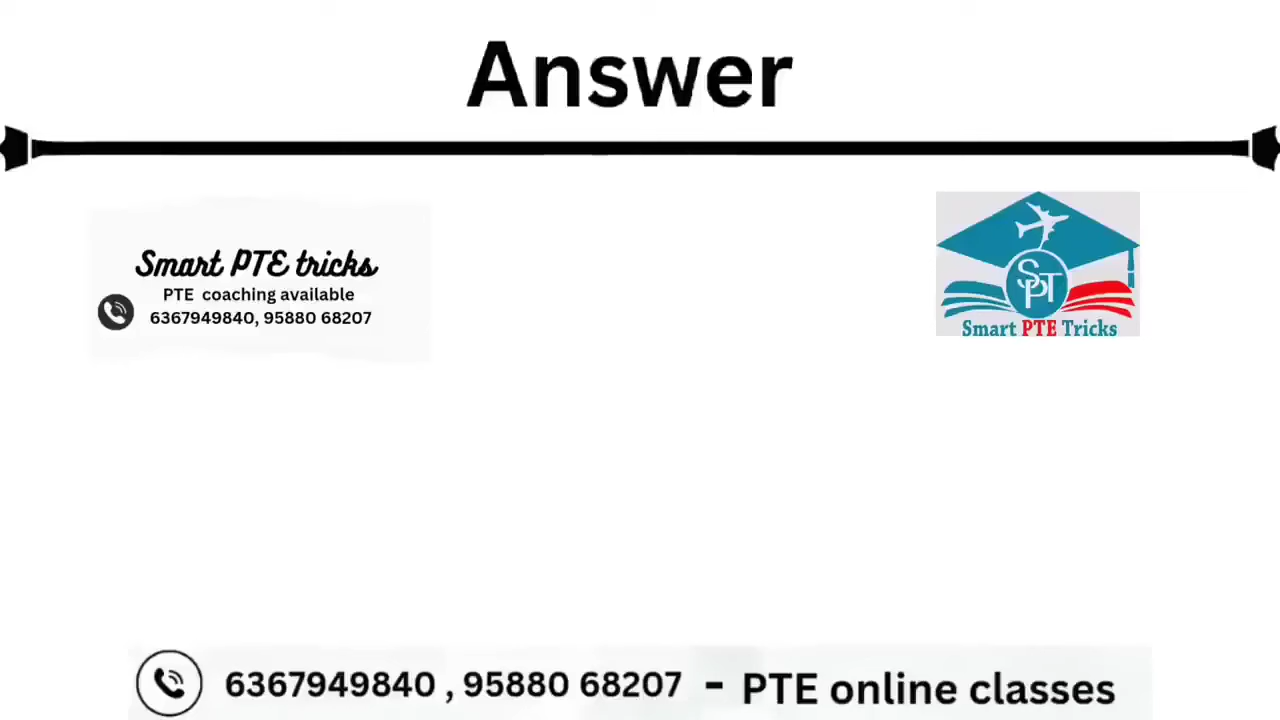 Answer
Smart PTE tricks
PTE coaching available
6367949840, 95880 68207
SPT
Smart PTE Tricks
6367949840 , 95880 68207 - PTE online classes